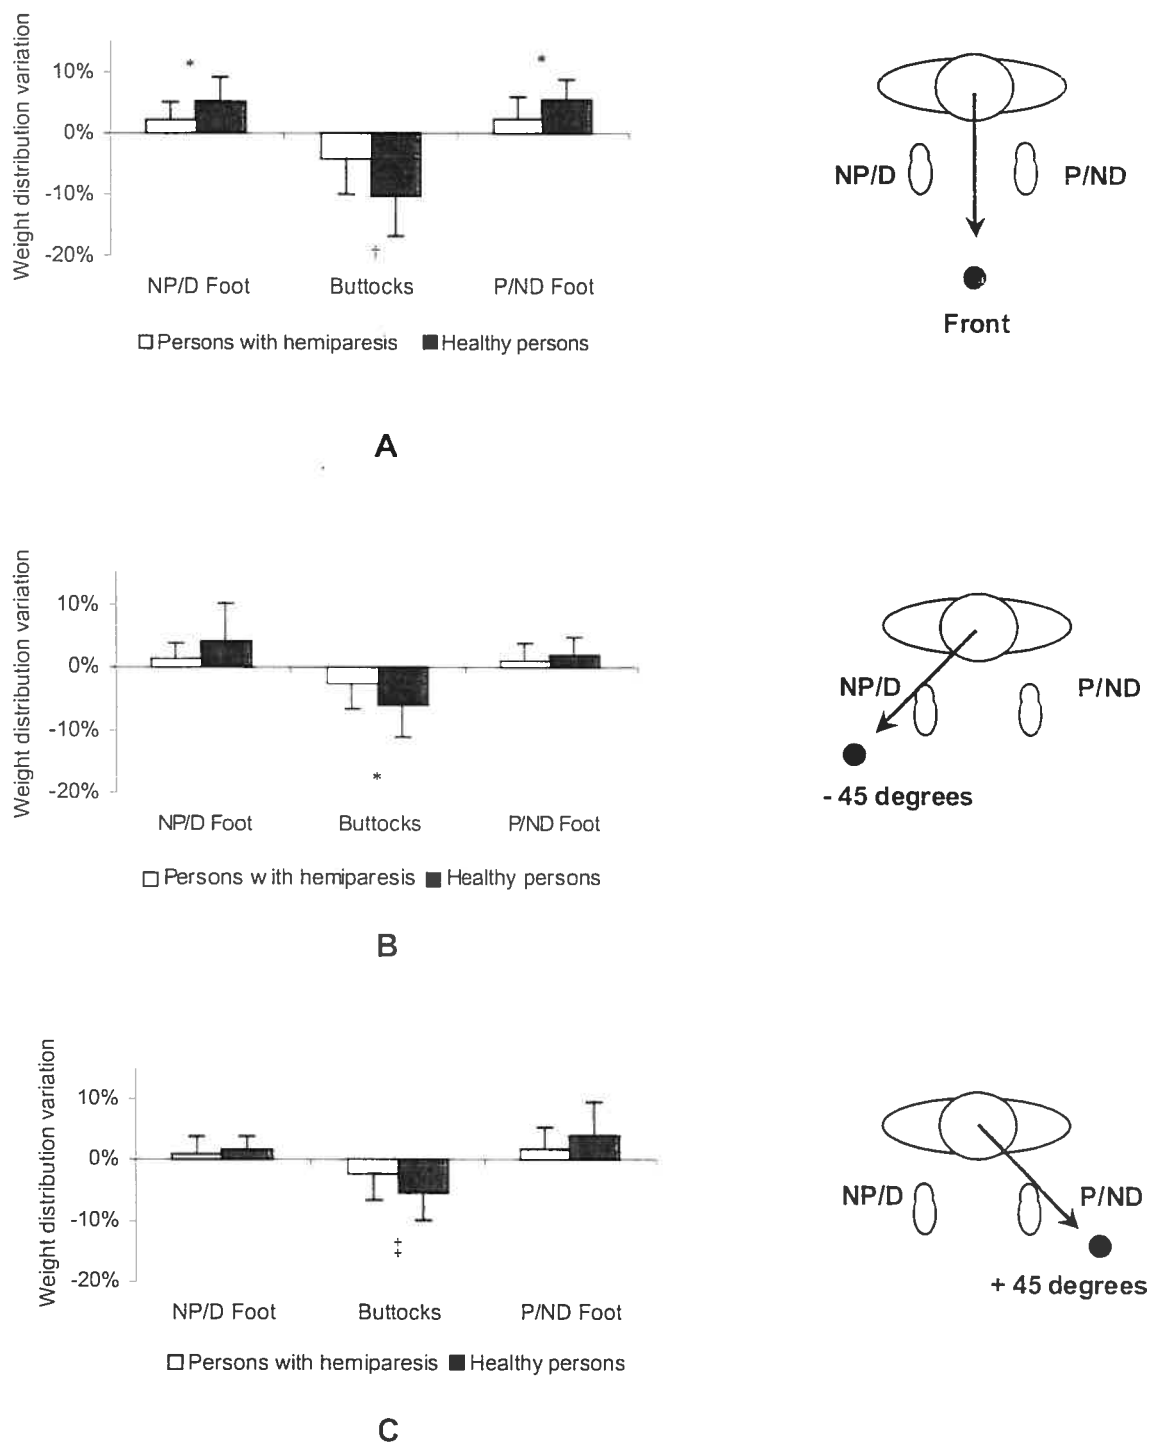 Weight distribution variation
10%
0%
-10%
-20%
*
*
†
NP/D Foot Buttocks P/ND Foot
Persons with hemiparesis Healthy persons
NP/D P/ND
Front
A
Weight distribution variation
10%
0%
-10%
-20%
*
NP/D Foot Buttocks P/ND Foot
Persons with hemiparesis Healthy persons
NP/D P/ND
- 45 degrees
B
Weight distribution variation
10%
0%
-10%
-20%
‡
NP/D Foot Buttocks P/ND Foot
Persons with hemiparesis Healthy persons
NP/D P/ND
+ 45 degrees
C